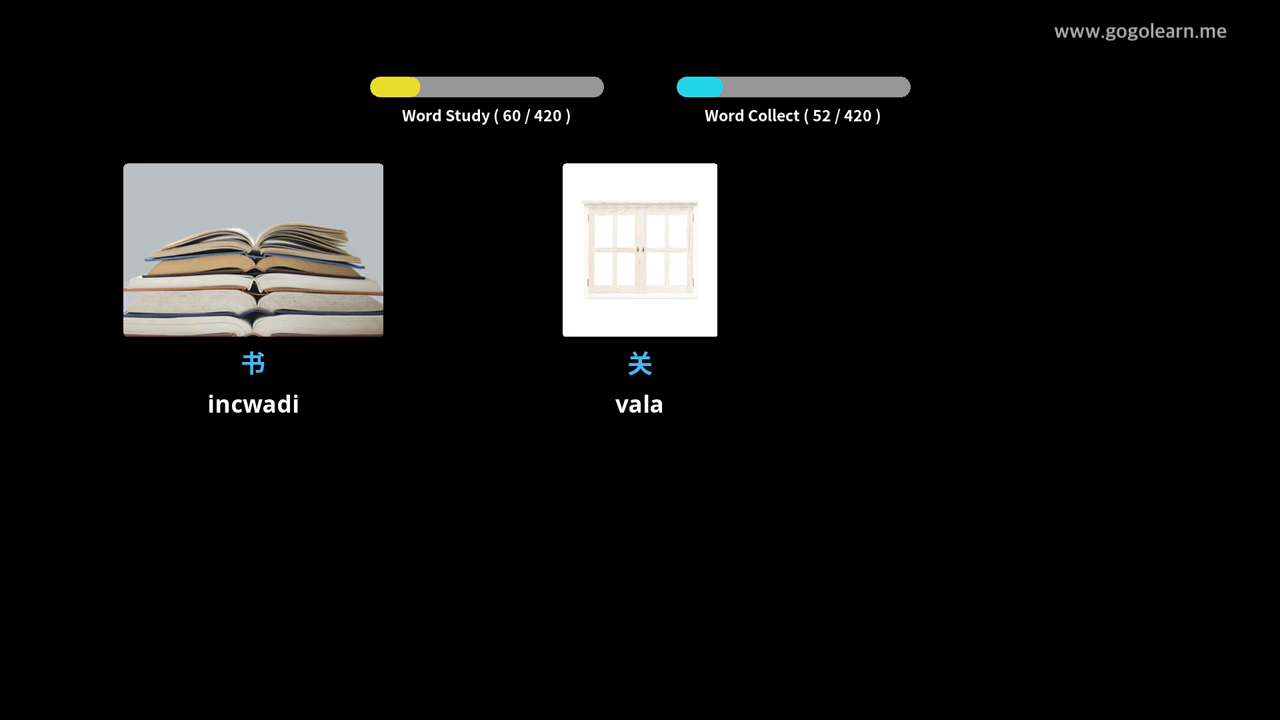 www.gogolearn.me
Word Study ( 60 / 420 )
Word Collect ( 52 / 420 )
书
incwadi
关
vala